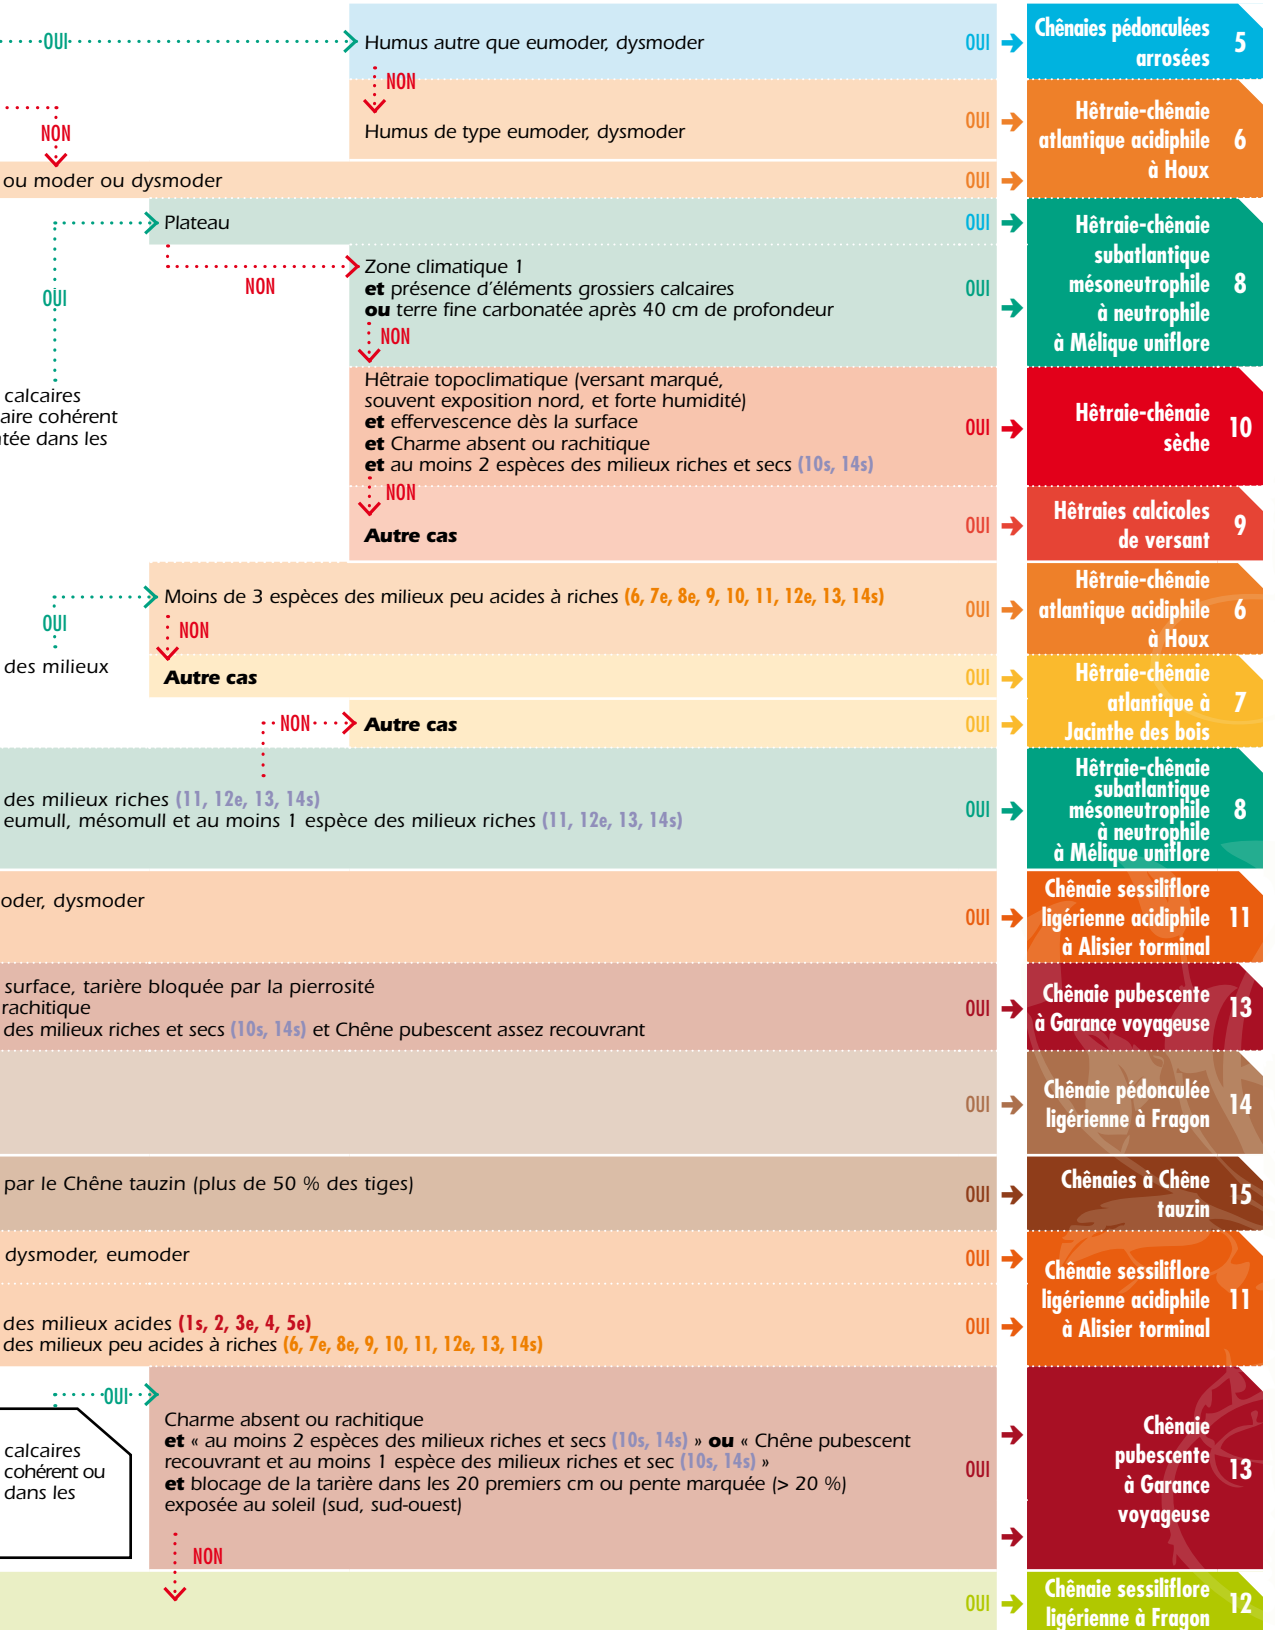 OUI
Humus autre que eumoder, dysmoder
OUI
Chênaies pédonculées
arrosées
5
NON
NON
Humus de type eumoder, dysmoder
OUI
Hêtraie-chênaie
atlantique acidiphile
à Houx
6
ou moder ou dysmoder
OUI
Plateau
OUI
Hêtraie-chênaie
subatlantique
mésoneutrophile
à neutrophile
à Mélique uniflore
8
OUI
NON
Zone climatique 1
et présence d'éléments grossiers calcaires
ou terre fine carbonatée après 40 cm de profondeur
OUI
NON
calcaires
aire cohérent
tée dans les
Hêtraie topoclimatique (versant marqué,
souvent exposition nord, et forte humidité)
et effervescence dès la surface
et Charme absent ou rachitique
et au moins 2 espèces des milieux riches et secs (10s, 14s)
OUI
Hêtraie-chênaie
sèche
10
NON
Autre cas
OUI
Hêtraies calcicoles
de versant
9
OUI
Moins de 3 espèces des milieux peu acides à riches (6, 7e, 8e, 9, 10, 11, 12e, 13, 14s)
OUI
Hêtraie-chênaie
atlantique acidiphile
à Houx
6
NON
des milieux
Autre cas
OUI
Hêtraie-chênaie
atlantique à
Jacinthe des bois
7
NON
Autre cas
OUI
des milieux riches (11, 12e, 13, 14s)
eumull, mésomull et au moins 1 espèce des milieux riches (11, 12e, 13, 14s)
OUI
Hêtraie-chênaie
subatlantique
mésoneutrophile
à neutrophile
à Mélique uniflore
8
oder, dysmoder
OUI
Chênaie sessiliflore
ligérienne acidiphile
à Alisier torminal
11
surface, tarière bloquée par la pierrosité
rachitique
des milieux riches et secs (10s, 14s) et Chêne pubescent assez recouvrant
OUI
Chênaie pubescente
à Garance voyageuse
13
OUI
Chênaie pédonculée
ligérienne à Fragon
14
par le Chêne tauzin (plus de 50 % des tiges)
OUI
Chênaies à Chêne
tauzin
15
dysmoder, eumoder
OUI
Chênaie sessiliflore
ligérienne acidiphile
à Alisier torminal
11
des milieux acides (1s, 2, 3e, 4, 5e)
des milieux peu acides à riches (6, 7e, 8e, 9, 10, 11, 12e, 13, 14s)
OUI
OUI
calcaires
cohérent ou
dans les
Charme absent ou rachitique
et « au moins 2 espèces des milieux riches et secs (10s, 14s) » ou « Chêne pubescent
recouvrant et au moins 1 espèce des milieux riches et sec (10s, 14s) »
et blocage de la tarière dans les 20 premiers cm ou pente marquée (> 20 %)
exposée au soleil (sud, sud-ouest)
OUI
Chênaie
pubescente
à Garance
voyageuse
13
NON
OUI
Chênaie sessiliflore
ligérienne à Fragon
12